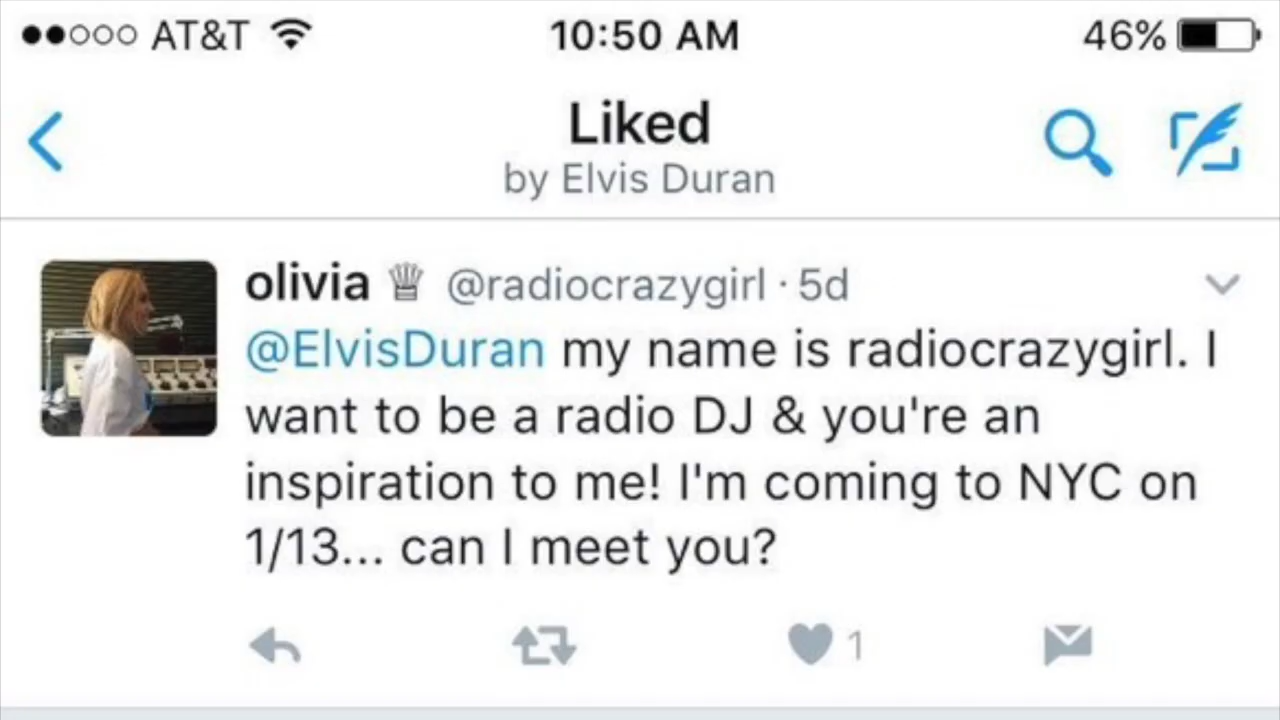 AT&T 10:50 AM 46%
Liked
by Elvis Duran
olivia ♕ @radiocrazygirl · 5d
@ElvisDuran my name is radiocrazygirl. I
want to be a radio DJ & you're an
inspiration to me! I'm coming to NYC on
1/13... can I meet you?
1